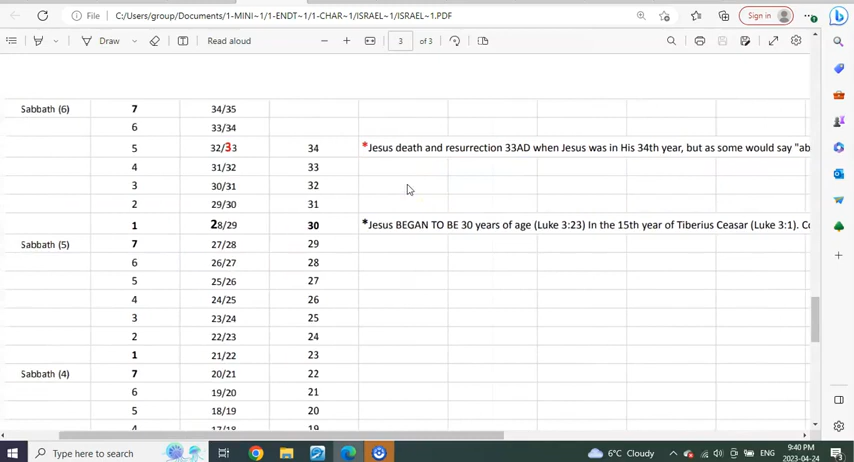 File
C:/Users/group/Documents/1-MINI~1/1-ENDT~1/1-CHAR~1/ISRAEL~1/ISRAEL~1.PDF
Sign in
Draw
Read aloud
3
of 3
Sabbath (6) 7 34/35
6 33/34
5 32/33 34 *Jesus death and resurrection 33AD when Jesus was in His 34th year, but as some would say "ab
4 31/32 33
3 30/31 32
2 29/30 31
1 28/29 30 *Jesus BEGAN TO BE 30 years of age (Luke 3:23) In the 15th year of Tiberius Ceasar (Luke 3:1). Co
Sabbath (5) 7 27/28 29
6 26/27 28
5 25/26 27
4 24/25 26
3 23/24 25
2 22/23 24
1 21/22 23
Sabbath (4) 7 20/21 22
6 19/20 21
5 18/19 20
4 17/18 19
Type here to search
6°C Cloudy
ENG
9:40 PM
2023-04-24
3